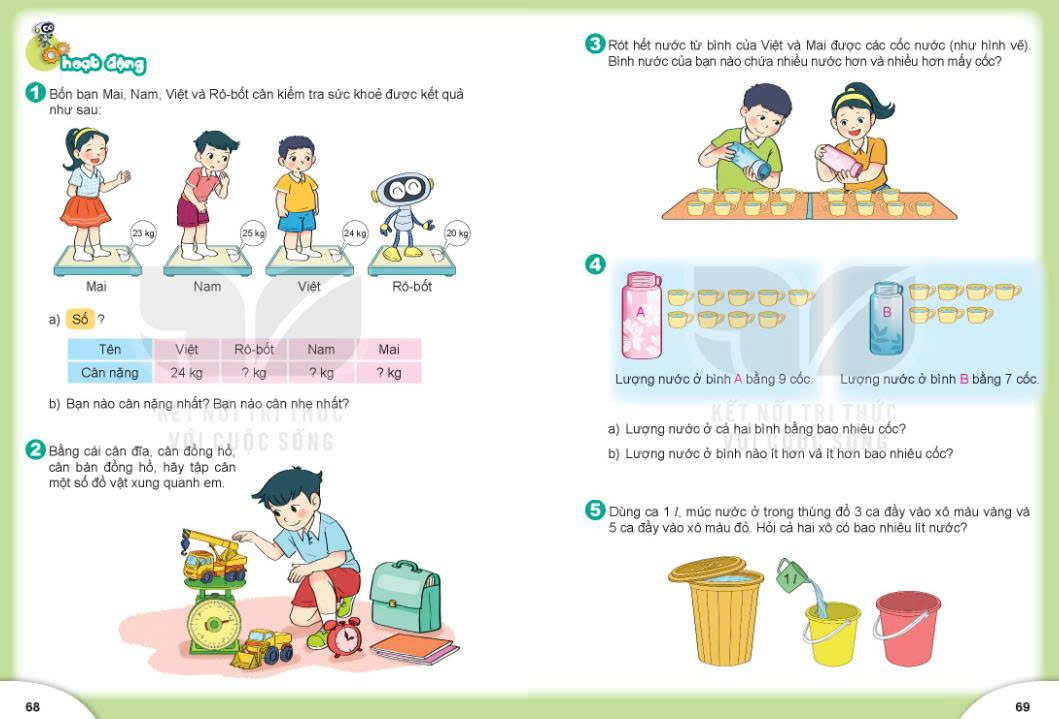 hoạt động
1 Bốn bạn Mai, Nam, Việt và Rô-bốt cân kiểm tra sức khoẻ được kết quả
như sau:
23 kg
25 kg
24 kg
20 kg
Mai
Nam
Việt
Rô-bốt
a) Số ?
Tên Việt Rô-bốt Nam Mai
Cân nặng 24 kg ? kg ? kg ? kg
b) Bạn nào cân nặng nhất? Bạn nào cân nhẹ nhất?
2 Bằng cái cân đĩa, cân đồng hồ,
cân bàn đồng hồ, hãy tập cân
một số đồ vật xung quanh em.
68
3 Rót hết nước từ bình của Việt và Mai được các cốc nước (như hình vẽ).
Bình nước của bạn nào chứa nhiều nước hơn và nhiều hơn mấy cốc?
4
A
B
Lượng nước ở bình A bằng 9 cốc.
Lượng nước ở bình B bằng 7 cốc.
KẾT NỐI TRI THỨC
VỚI CUỘC SỐNG
KẾT NỐI TRI THỨC
VỚI CUỘC SỐNG
a) Lượng nước ở cả hai bình bằng bao nhiêu cốc?
b) Lượng nước ở bình nào ít hơn và ít hơn bao nhiêu cốc?
5 Dùng ca 1 l, múc nước ở trong thùng đổ 3 ca đầy vào xô màu vàng và
5 ca đầy vào xô màu đỏ. Hỏi cả hai xô có bao nhiêu lít nước?
1 l
69